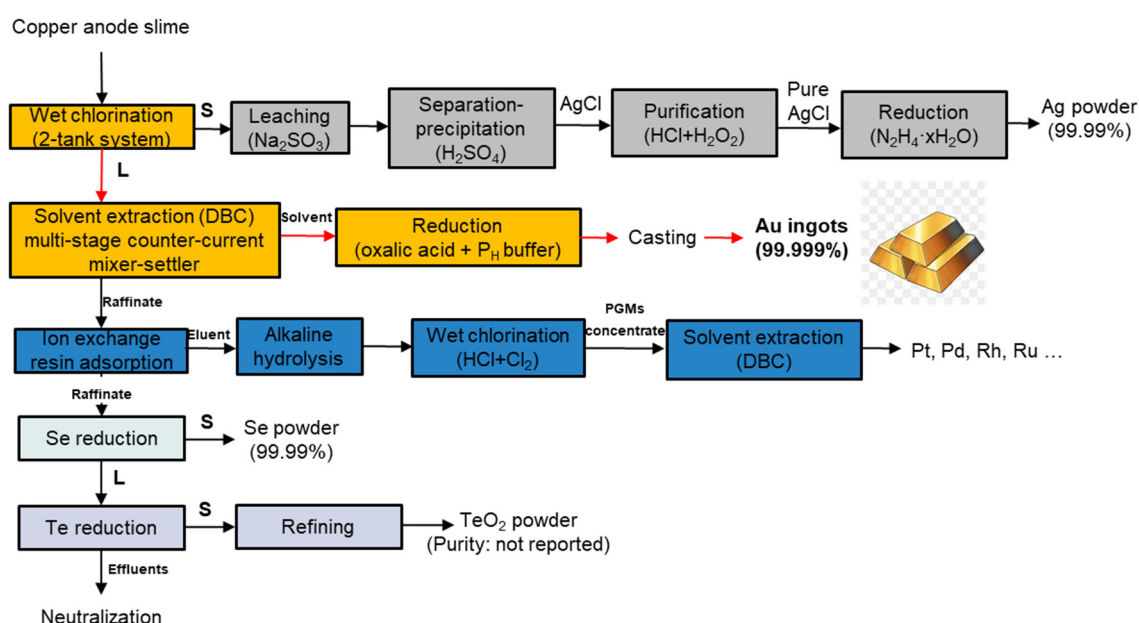 Copper anode slime
Wet chlorination
(2-tank system)
S
Leaching
(Na₂SO₃)
Separation-
precipitation
(H₂SO₄)
AgCl
Purification
(HCl+H₂O₂)
Pure
AgCl
Reduction
(N₂H₄·xH₂O)
Ag powder
(99.99%)
L
Solvent extraction (DBC)
multi-stage counter-current
mixer-settler
Solvent
Reduction
(oxalic acid + P_H buffer)
Casting
Au ingots
(99.999%)
Raffinate
Ion exchange
resin adsorption
Eluent
Alkaline
hydrolysis
Wet chlorination
(HCl+Cl₂)
PGMs
concentrate
Solvent extraction
(DBC)
Pt, Pd, Rh, Ru ...
Raffinate
Se reduction
S
Se powder
(99.99%)
L
Te reduction
S
Refining
TeO₂ powder
(Purity: not reported)
Effluents
Neutralization